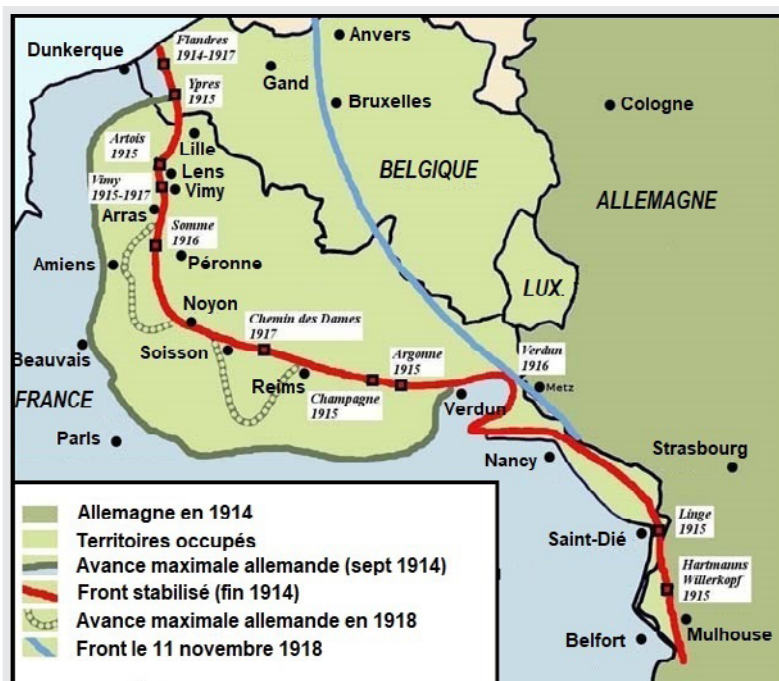 Flandres
1914-1917
Anvers
Dunkerque
Gand
Ypres
1915
Bruxelles
Cologne
Artois
1915
Lille
BELGIQUE
Lens
Vimy
1915-1917
Vimy
ALLEMAGNE
Arras
Somme
1916
Amiens
Péronne
LUX.
Noyon
Chemin des Dames
1917
Beauvais
Soisson
Argonne
1915
Verdun
1916
Reims
Metz
FRANCE
Champagne
1915
Verdun
Paris
Nancy
Strasbourg
Linge
1915
Saint-Dié
Hartmanns
Willerkopf
1915
Belfort
Mulhouse
Allemagne en 1914
Territoires occupés
Avance maximale allemande (sept 1914)
Front stabilisé (fin 1914)
Avance maximale allemande en 1918
Front le 11 novembre 1918